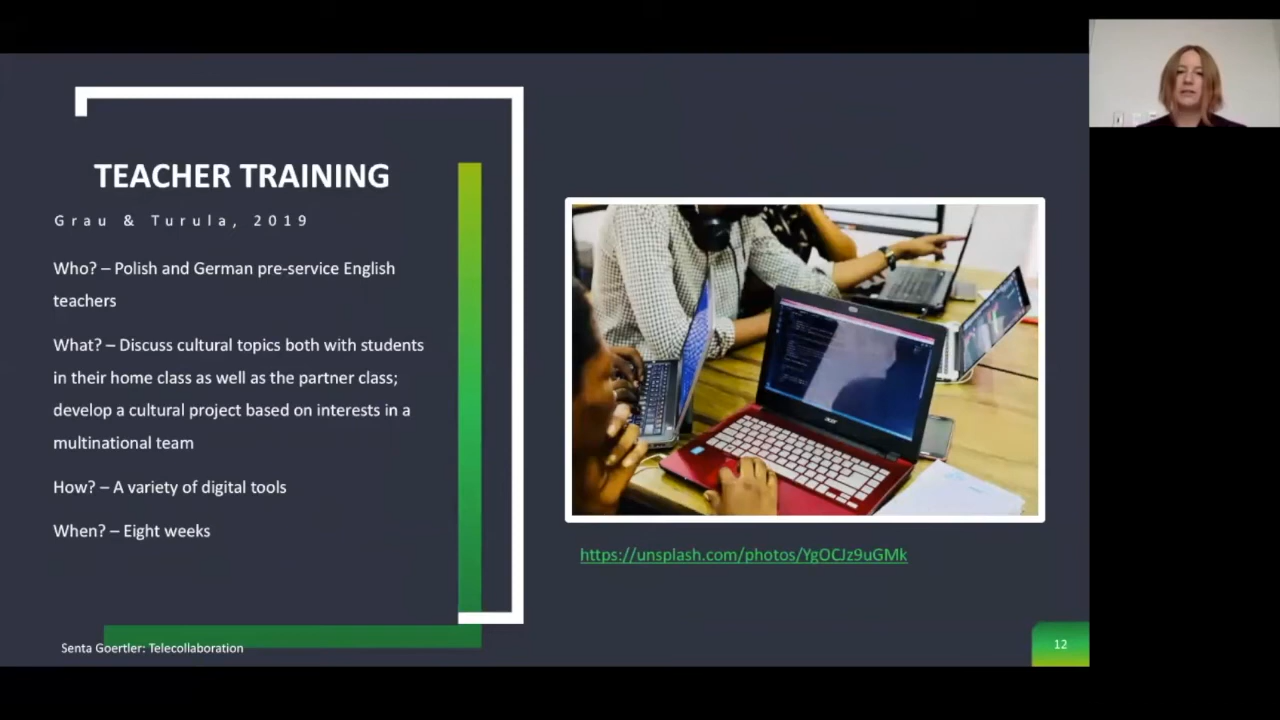 TEACHER TRAINING
Grau & Turula, 2019
Who? – Polish and German pre-service English
teachers
What? – Discuss cultural topics both with students
in their home class as well as the partner class;
develop a cultural project based on interests in a
multinational team
How? – A variety of digital tools
When? – Eight weeks
acer
https://unsplash.com/photos/YgOCJz9uGMk
Senta Goertler: Telecollaboration
12